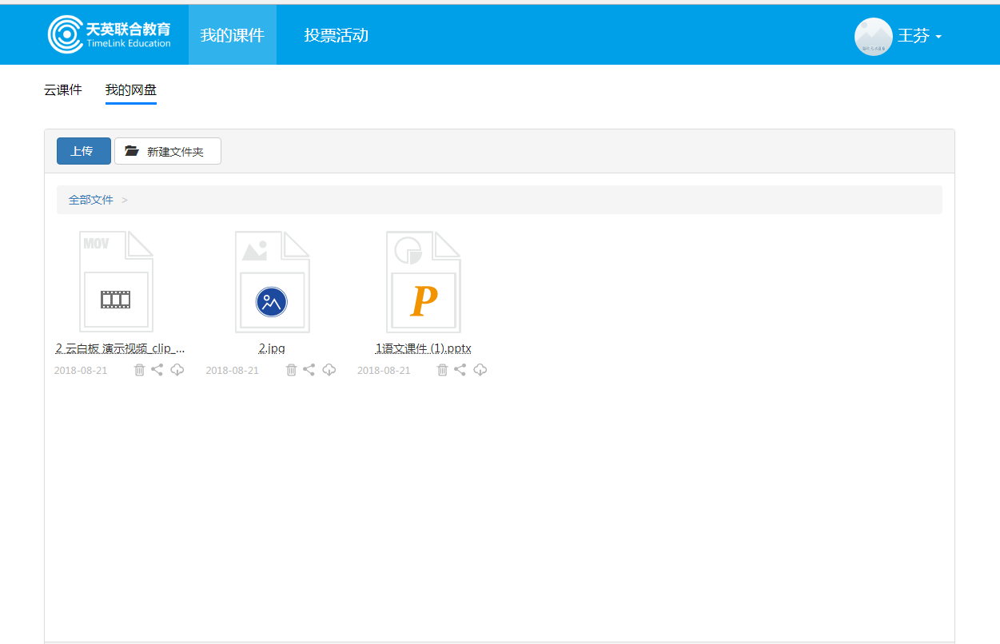 天英联合教育
TimeLink Education
我的课件
投票活动
王芬
云课件
我的网盘
上传
新建文件夹
全部文件 >
MOV
P
2 云白板 演示视频_clip_...
2.jpg
1语文课件 (1).pptx
2018-08-21
2018-08-21
2018-08-21